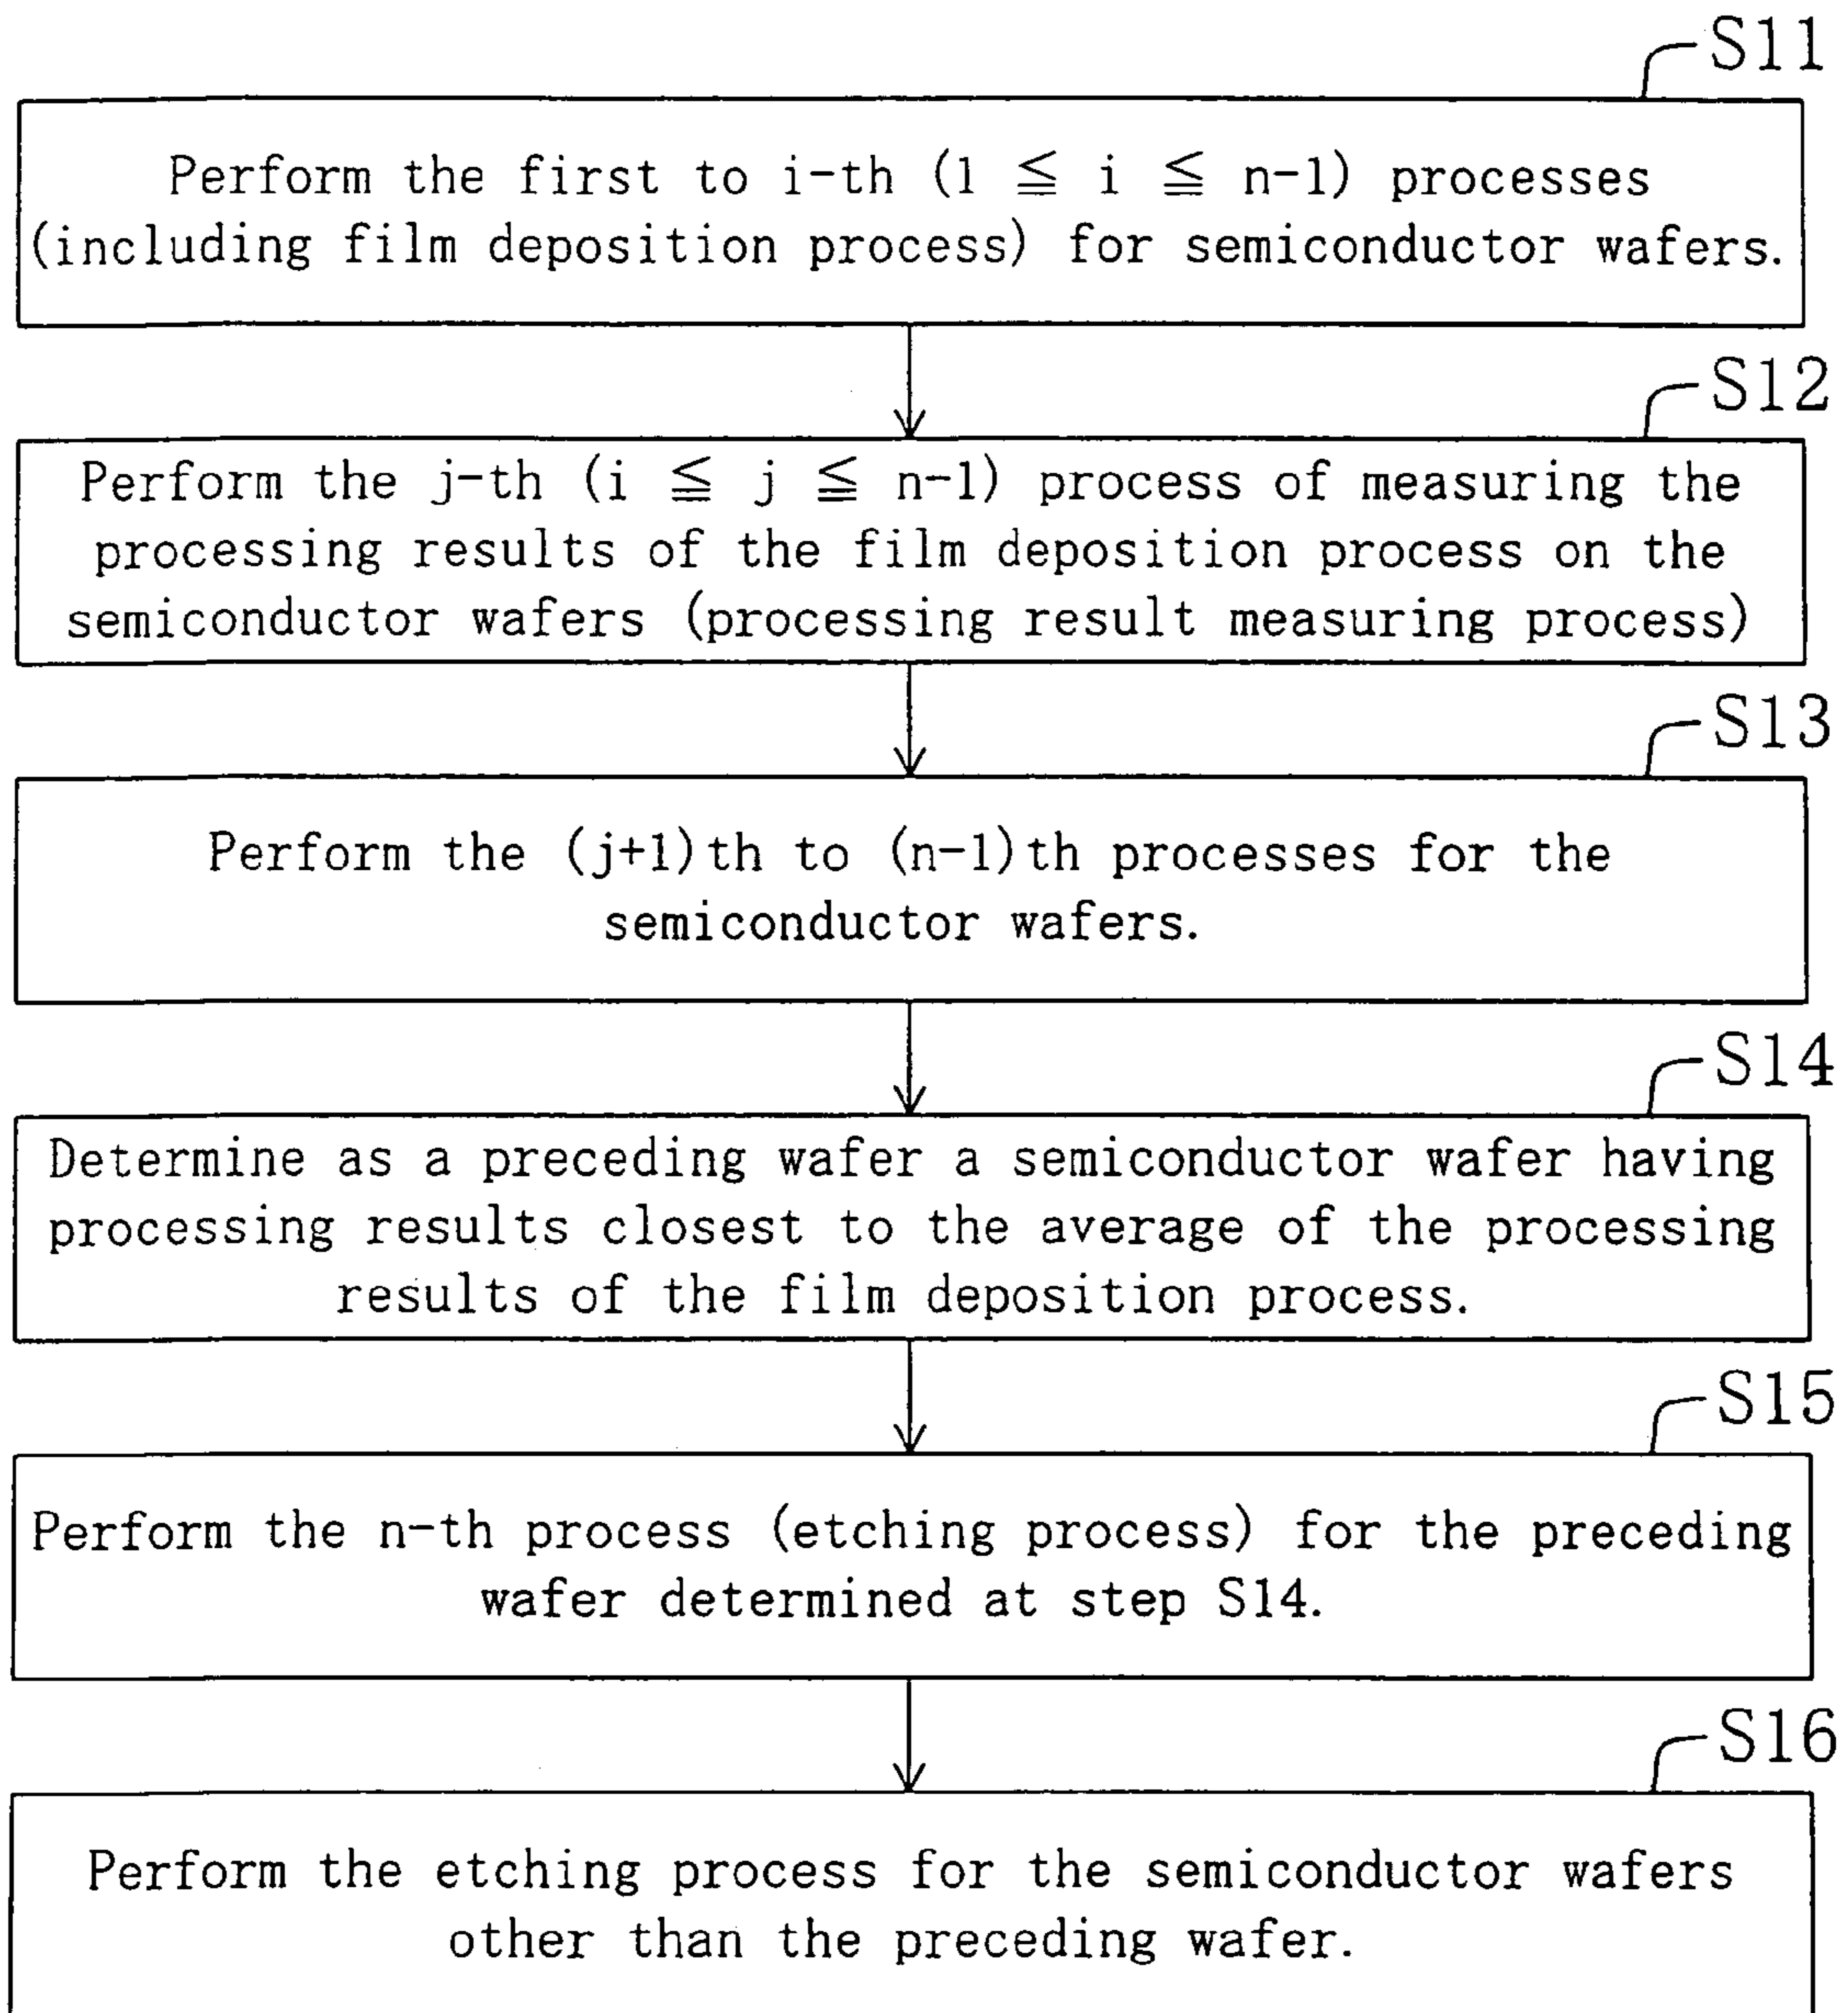 S11
Perform the first to i-th (1 ≦ i ≦ n-1) processes
(including film deposition process) for semiconductor wafers.
S12
Perform the j-th (i ≦ j ≦ n-1) process of measuring the
processing results of the film deposition process on the
semiconductor wafers (processing result measuring process)
S13
Perform the (j+1)th to (n-1)th processes for the
semiconductor wafers.
S14
Determine as a preceding wafer a semiconductor wafer having
processing results closest to the average of the processing
results of the film deposition process.
S15
Perform the n-th process (etching process) for the preceding
wafer determined at step S14.
S16
Perform the etching process for the semiconductor wafers
other than the preceding wafer.